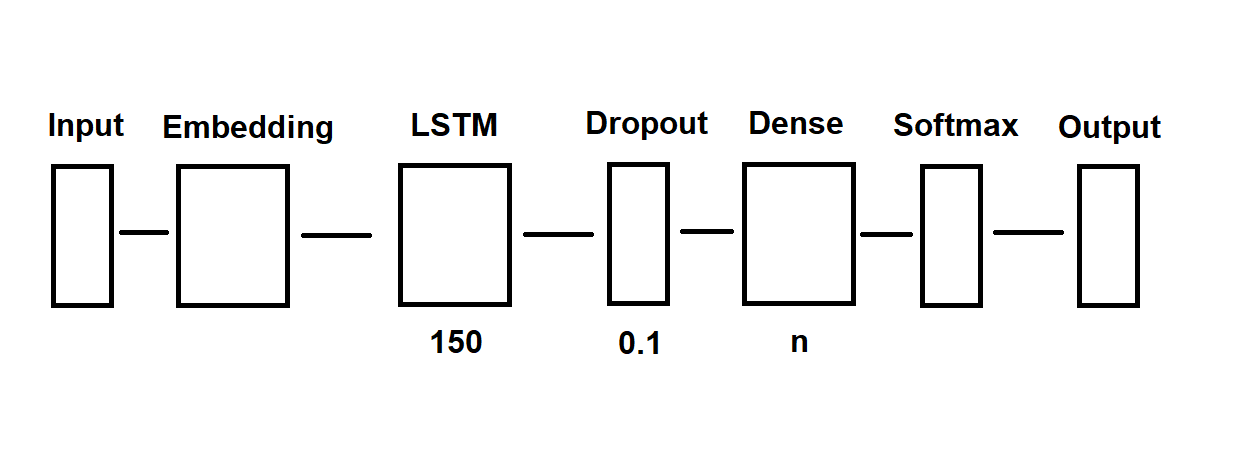 Input Embedding LSTM Dropout Dense Softmax Output
150 0.1 n